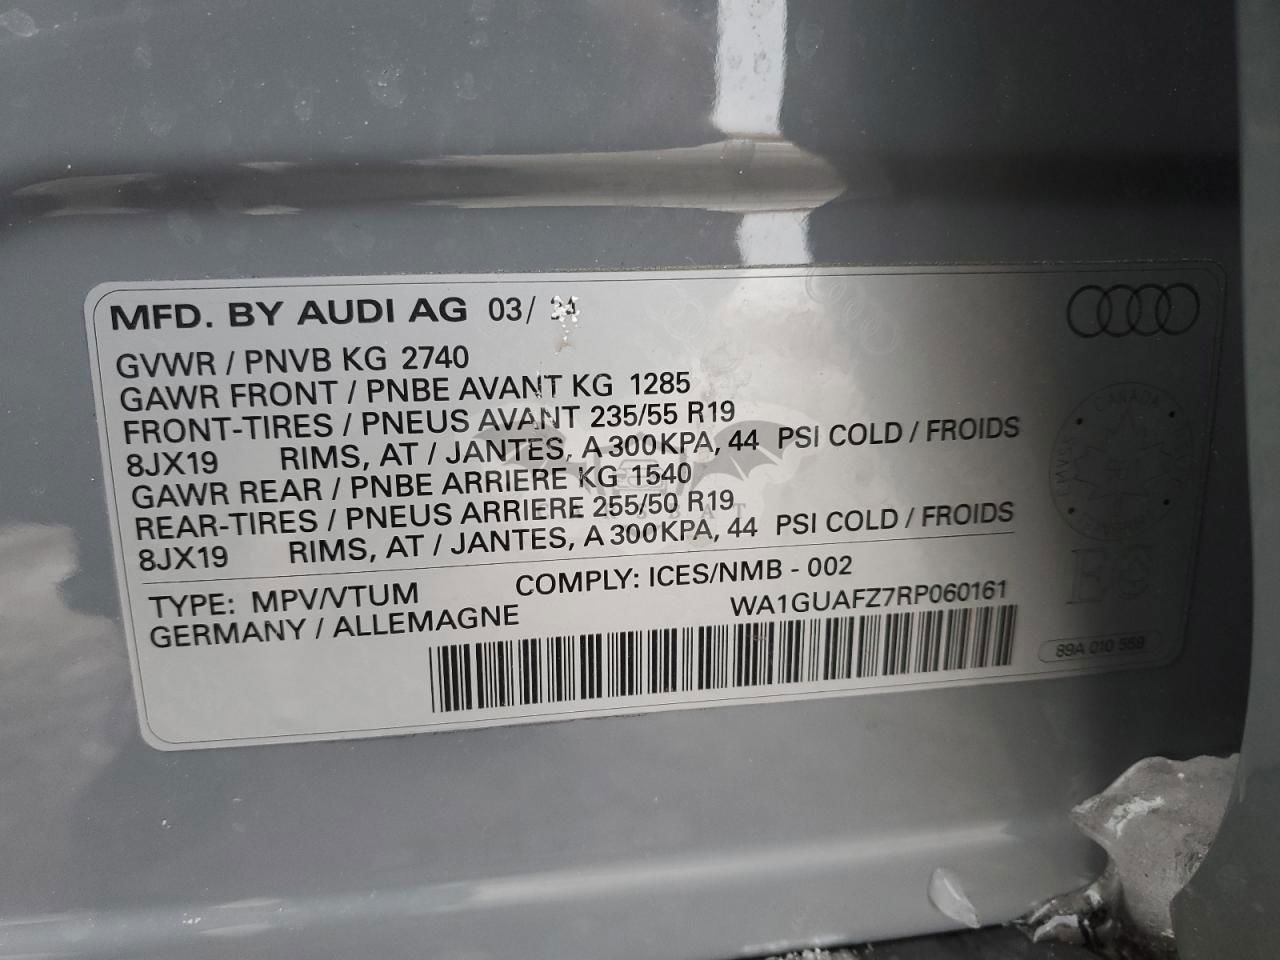 MFD. BY AUDI AG 03/
GVWR / PNVB KG 2740
GAWR FRONT / PNBE AVANT KG 1285
FRONT-TIRES / PNEUS AVANT 235/55 R19
8JX19 RIMS, AT / JANTES, A 300KPA, 44 PSI COLD / FROIDS
GAWR REAR / PNBE ARRIERE KG 1540
REAR-TIRES / PNEUS ARRIERE 255/50 R19
8JX19 RIMS, AT / JANTES, A 300KPA, 44 PSI COLD / FROIDS
TYPE: MPV/VTUM COMPLY: ICES/NMB - 002
GERMANY / ALLEMAGNE WA1GUAFZ7RP060161
CANADA
89A 010 559